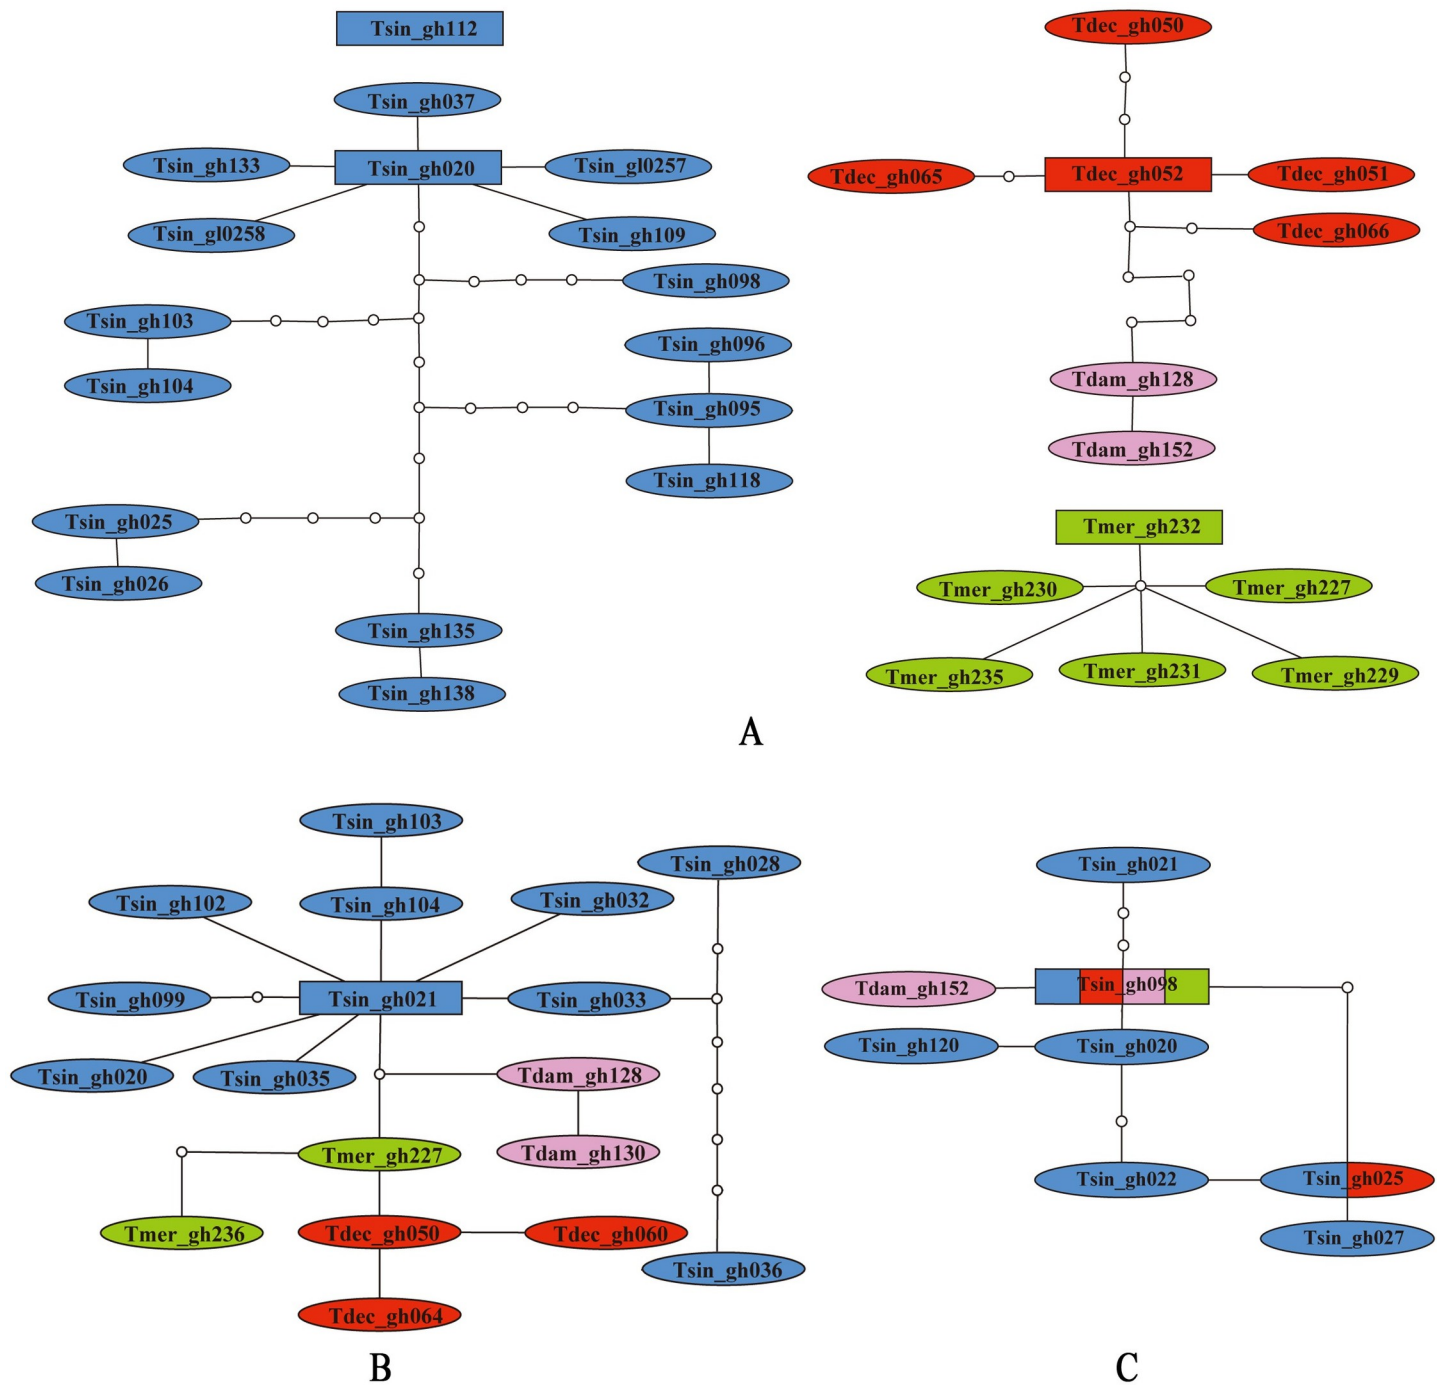 Tsin_gh112
Tsin_gh037
Tsin_gh133
Tsin_gh020
Tsin_gl0257
Tsin_gl0258
Tsin_gh109
Tsin_gh098
Tsin_gh103
Tsin_gh104
Tsin_gh096
Tsin_gh095
Tsin_gh118
Tsin_gh025
Tsin_gh026
Tsin_gh135
Tsin_gh138
Tdec_gh050
Tdec_gh065
Tdec_gh052
Tdec_gh051
Tdec_gh066
Tdam_gh128
Tdam_gh152
Tmer_gh232
Tmer_gh230
Tmer_gh227
Tmer_gh235
Tmer_gh231
Tmer_gh229
A
Tsin_gh103
Tsin_gh028
Tsin_gh102
Tsin_gh104
Tsin_gh032
Tsin_gh099
Tsin_gh021
Tsin_gh033
Tsin_gh020
Tsin_gh035
Tdam_gh128
Tmer_gh227
Tdam_gh130
Tmer_gh236
Tdec_gh050
Tdec_gh060
Tsin_gh036
Tdec_gh064
B
Tsin_gh021
Tdam_gh152
Tsin_gh098
Tsin_gh120
Tsin_gh020
Tsin_gh022
Tsin_gh025
Tsin_gh027
C